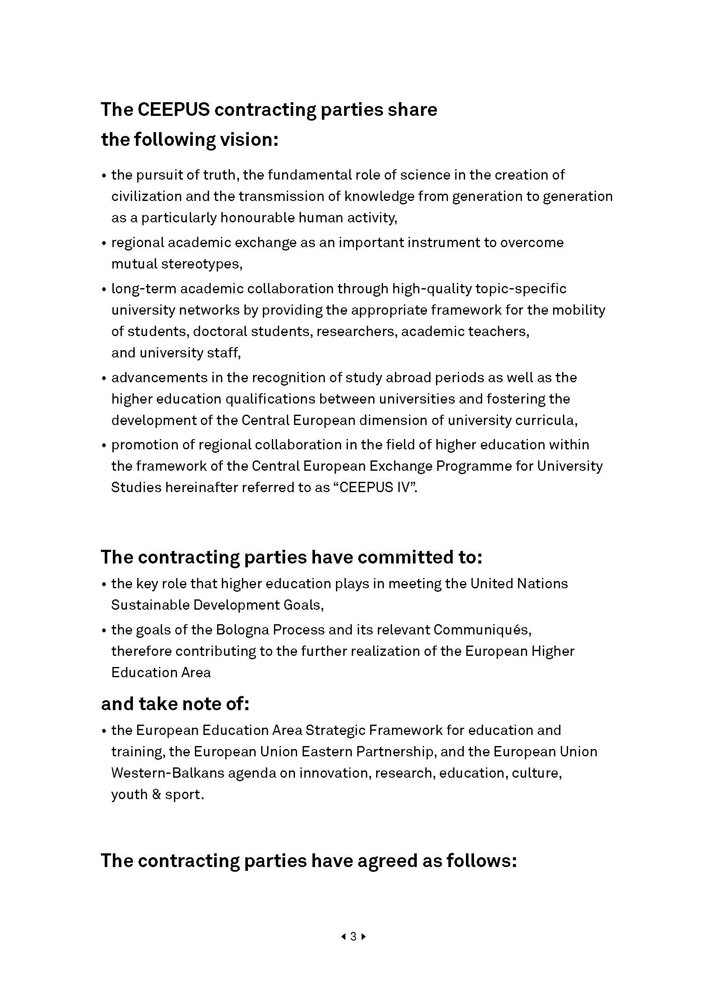 The CEEPUS contracting parties share
the following vision:
• the pursuit of truth, the fundamental role of science in the creation of
civilization and the transmission of knowledge from generation to generation
as a particularly honourable human activity,
• regional academic exchange as an important instrument to overcome
mutual stereotypes,
• long-term academic collaboration through high-quality topic-specific
university networks by providing the appropriate framework for the mobility
of students, doctoral students, researchers, academic teachers,
and university staff,
• advancements in the recognition of study abroad periods as well as the
higher education qualifications between universities and fostering the
development of the Central European dimension of university curricula,
• promotion of regional collaboration in the field of higher education within
the framework of the Central European Exchange Programme for University
Studies hereinafter referred to as “CEEPUS IV”.
The contracting parties have committed to:
• the key role that higher education plays in meeting the United Nations
Sustainable Development Goals,
• the goals of the Bologna Process and its relevant Communiqués,
therefore contributing to the further realization of the European Higher
Education Area
and take note of:
• the European Education Area Strategic Framework for education and
training, the European Union Eastern Partnership, and the European Union
Western-Balkans agenda on innovation, research, education, culture,
youth & sport.
The contracting parties have agreed as follows:
3